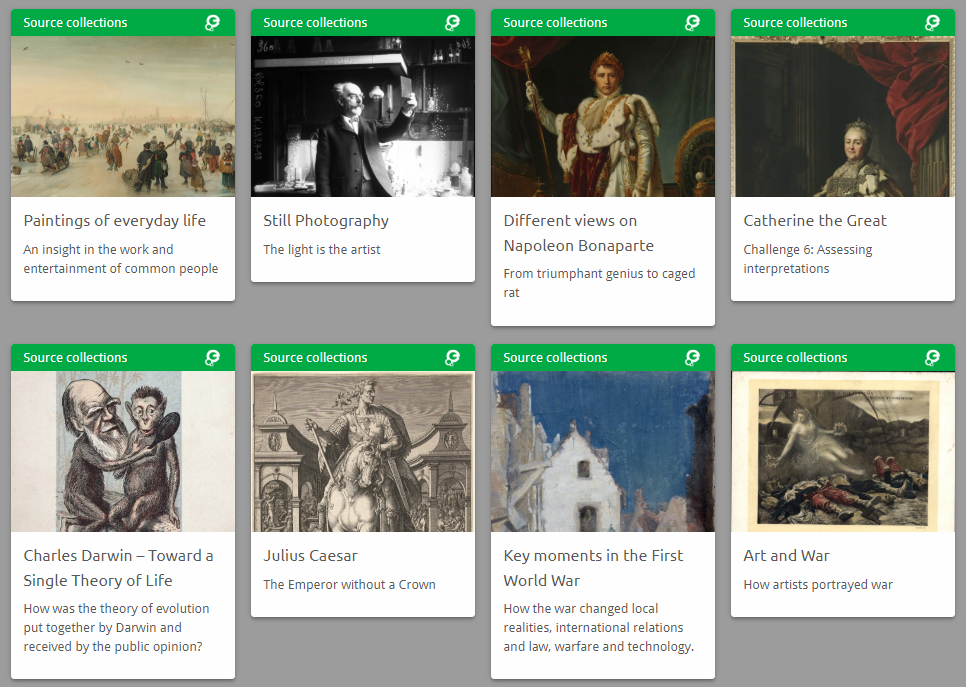 Source collections
Paintings of everyday life
An insight in the work and
entertainment of common people
Source collections
Still Photography
The light is the artist
Source collections
Different views on
Napoleon Bonaparte
From triumphant genius to caged
rat
Source collections
Catherine the Great
Challenge 6: Assessing
interpretations
Source collections
Charles Darwin – Toward a
Single Theory of Life
How was the theory of evolution
put together by Darwin and
received by the public opinion?
Source collections
Julius Caesar
The Emperor without a Crown
Source collections
Key moments in the First
World War
How the war changed local
realities, international relations
and law, warfare and technology.
Source collections
Art and War
How artists portrayed war